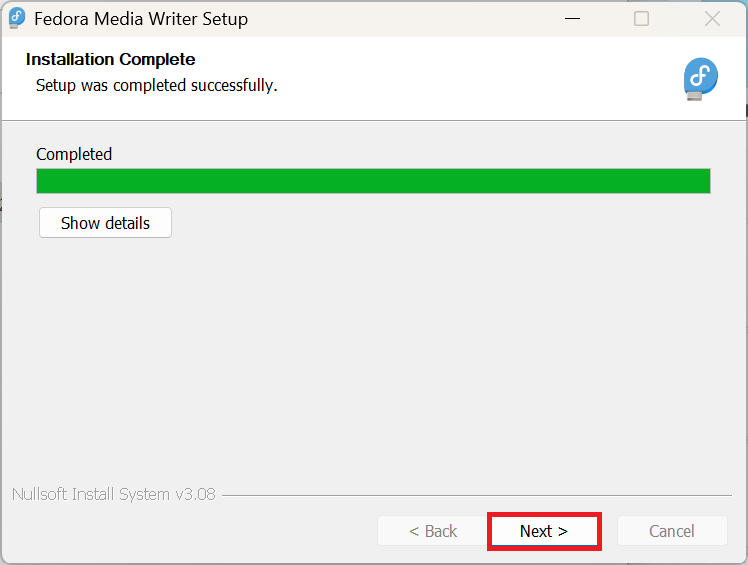 Fedora Media Writer Setup
Installation Complete
Setup was completed successfully.
Completed
Show details
Nullsoft Install System v3.08
< Back
Next >
Cancel